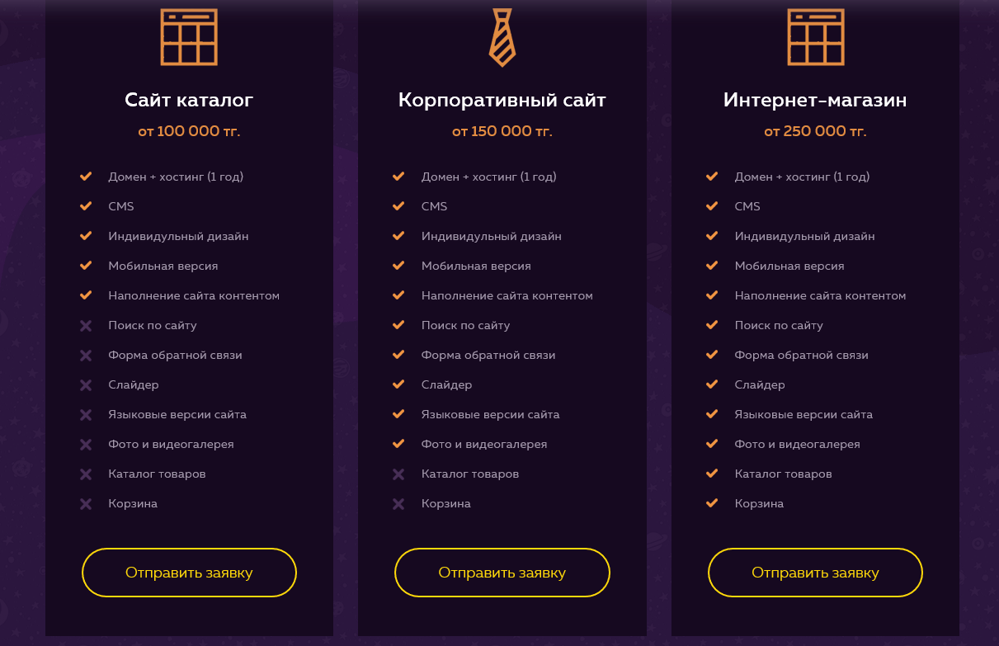 Сайт каталог
от 100 000 тг.
Домен + хостинг (1 год)
CMS
Индивидульный дизайн
Мобильная версия
Наполнение сайта контентом
Поиск по сайту
Форма обратной связи
Слайдер
Языковые версии сайта
Фото и видеогалерея
Каталог товаров
Корзина
Отправить заявку
Корпоративный сайт
от 150 000 тг.
Домен + хостинг (1 год)
CMS
Индивидульный дизайн
Мобильная версия
Наполнение сайта контентом
Поиск по сайту
Форма обратной связи
Слайдер
Языковые версии сайта
Фото и видеогалерея
Каталог товаров
Корзина
Отправить заявку
Интернет-магазин
от 250 000 тг.
Домен + хостинг (1 год)
CMS
Индивидульный дизайн
Мобильная версия
Наполнение сайта контентом
Поиск по сайту
Форма обратной связи
Слайдер
Языковые версии сайта
Фото и видеогалерея
Каталог товаров
Корзина
Отправить заявку